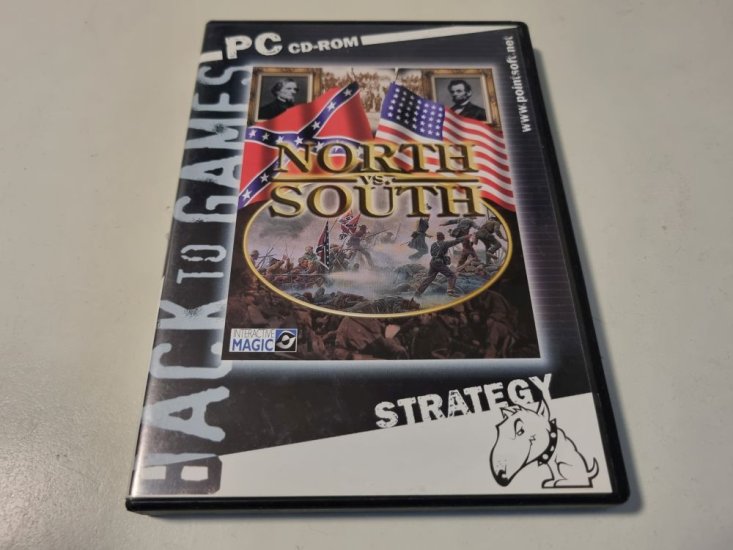 PC CD-ROM
www.pointsoft.net
BACK TO GAMES
NORTH
VS.
SOUTH
INTERACTIVE
MAGIC
STRATEGY